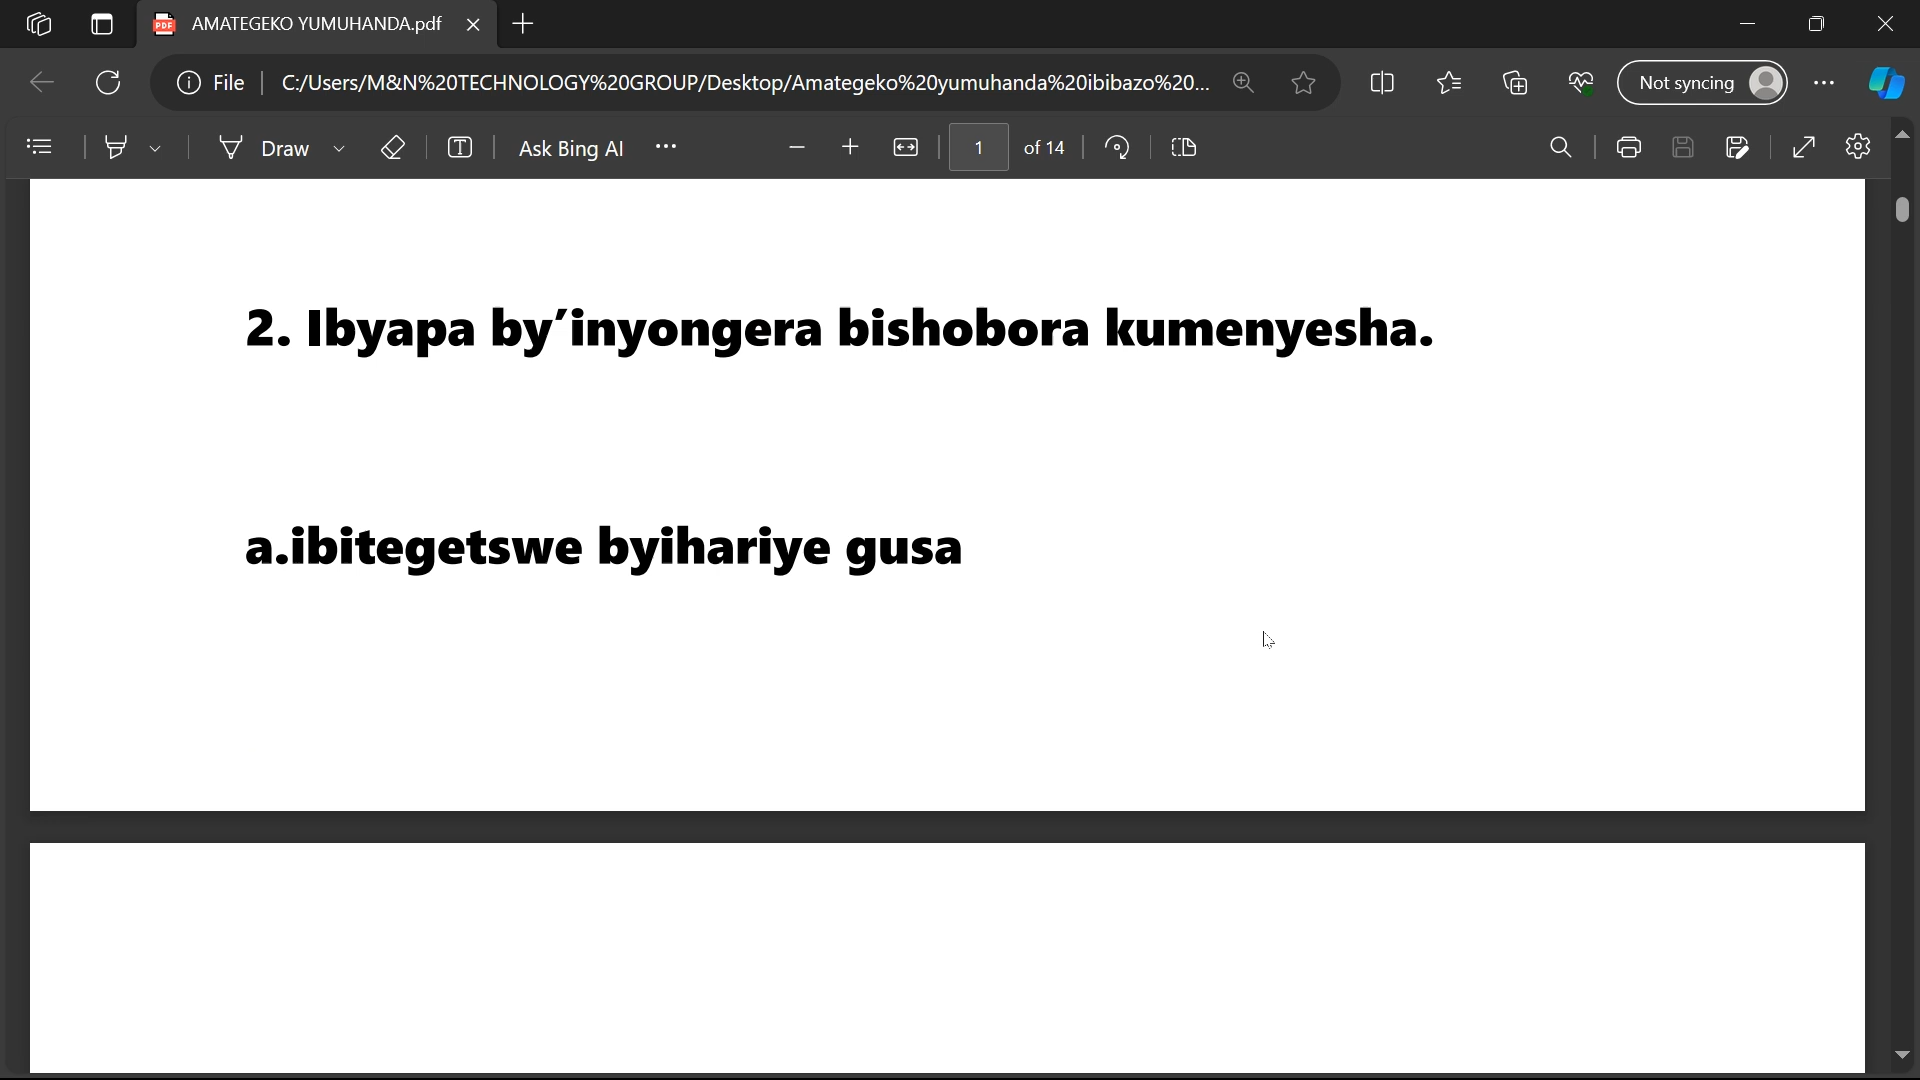 AMATEGEKO YUMUHANDA.pdf
File
C:/Users/M&N%20TECHNOLOGY%20GROUP/Desktop/Amategeko%20yumuhanda%20ibibazo%20...
Not syncing
Draw
Ask Bing AI
1 of 14
2. Ibyapa by’inyongera bishobora kumenyesha.
a.ibitegetswe byihariye gusa